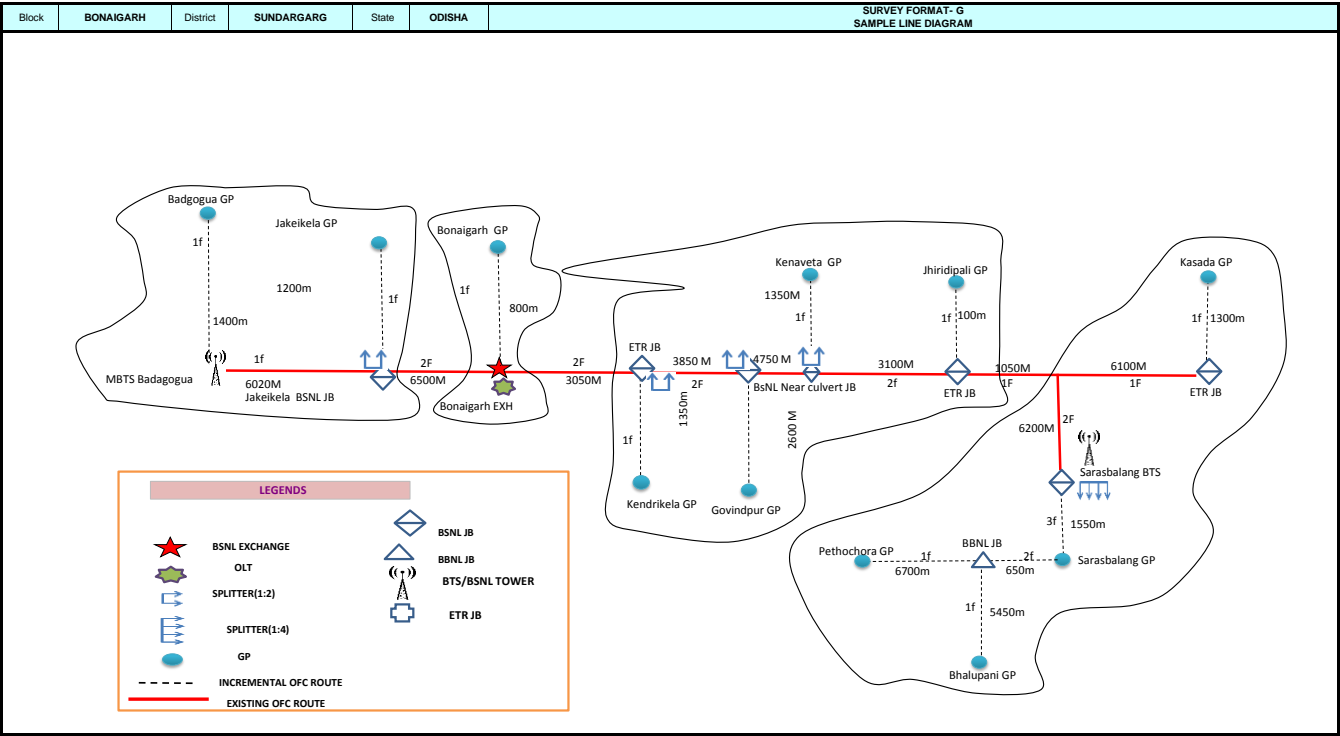 Block BONAIGARH District SUNDARGARG State ODISHA SURVEY FORMAT- G
SAMPLE LINE DIAGRAM
Badgogua GP
1f
1400m
Jakeikela GP
1200m
1f
MBTS Badagogua
1f
6020M
Jakeikela BSNL JB
2F
6500M
Bonaigarh GP
1f
800m
Bonaigarh EXH
2F
3050M
ETR JB
3850 M
2F
1350m
1f
Kendrikela GP
4750 M
BsNL Near culvert JB
2600 M
Govindpur GP
Kenaveta GP
1350M
1f
3100M
2f
Jhiridipali GP
1f 100m
ETR JB
1050M
1F
6100M
1F
Kasada GP
1f 1300m
ETR JB
6200M 2F
Sarasbalang BTS
3f 1550m
Sarasbalang GP
Pethochora GP
1f
6700m
BBNL JB
2f
650m
1f 5450m
Bhalupani GP
LEGENDS
BSNL EXCHANGE
OLT
SPLITTER(1:2)
SPLITTER(1:4)
GP
INCREMENTAL OFC ROUTE
EXISTING OFC ROUTE
BSNL JB
BBNL JB
BTS/BSNL TOWER
ETR JB